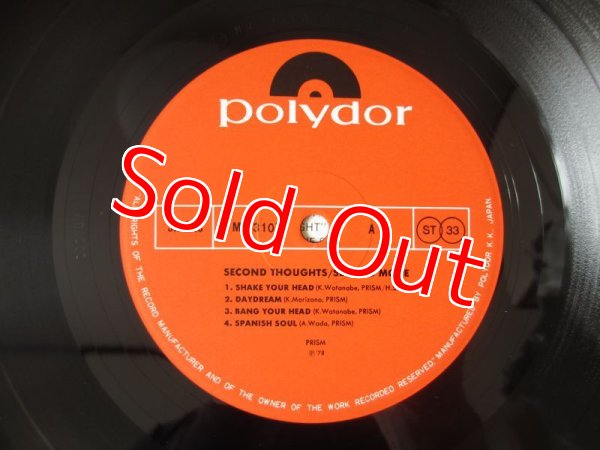 polydor
Sold Out
A
ST 33
SECOND THOUGHTS/
1. SHAKE YOUR HEAD (K.Watanabe, PRISM/H.
2. DAYDREAM (K.Morizono, PRISM)
3. BANG YOUR HEAD (K.Watanabe, PRISM)
4. SPANISH SOUL (A.Wada, PRISM)
PRISM
℗ '78
RIGHTS OF THE RECORD MANUFACTURER AND OF THE OWNER OF THE WORK RECORDED RESERVED." MANUFACTURED BY POLYDOR K.K. JAPAN